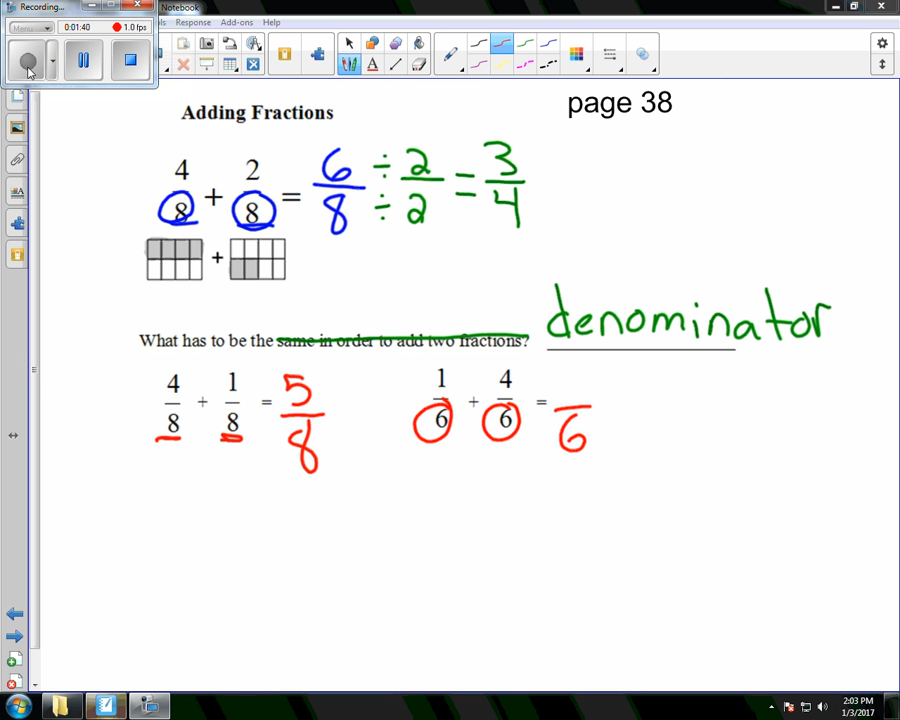 Recording...
Notebook
Menu
0:01:40 1.0 fps
Response Add-ons Help
page 38
Adding Fractions
4/8 + 2/8 = 6/8 ÷ 2/÷ 2 = 3/4
+
What has to be the same in order to add two fractions? denominator
4/8 + 1/8 = 5/8 1/6 + 4/6 = /6
2:03 PM
1/3/2017